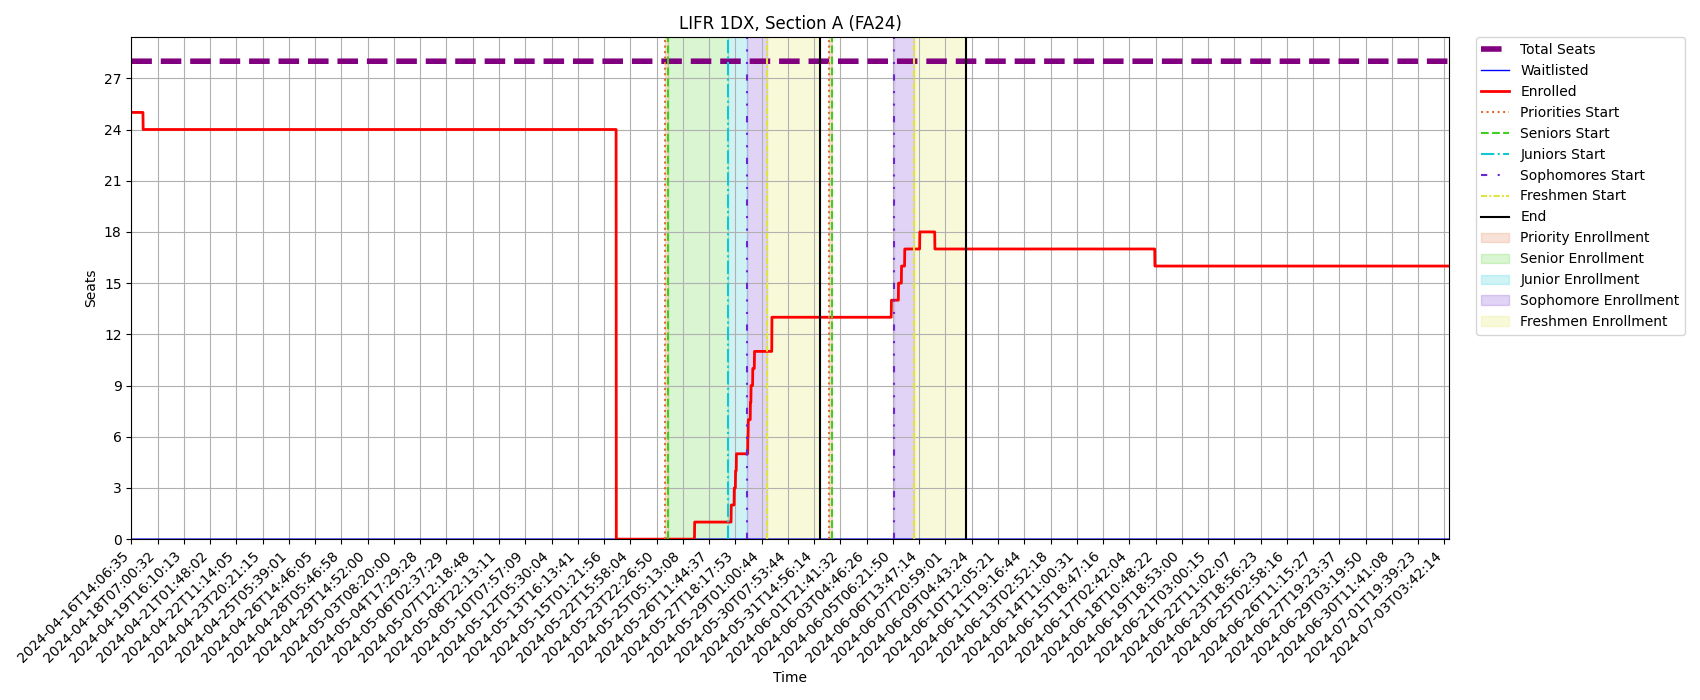 LIFR 1DX, Section A (FA24)
Seats
27
24
21
18
15
12
9
6
3
0
2024-04-16T14:06:35
2024-04-18T07:00:32
2024-04-19T16:10:13
2024-04-21T01:48:02
2024-04-22T11:14:05
2024-04-23T20:21:15
2024-04-25T05:39:01
2024-04-26T14:46:05
2024-04-28T05:46:58
2024-04-29T14:52:00
2024-05-03T08:20:00
2024-05-04T17:29:28
2024-05-06T02:37:29
2024-05-07T12:18:48
2024-05-08T22:13:11
2024-05-10T07:57:09
2024-05-12T05:30:04
2024-05-13T16:13:41
2024-05-15T01:21:56
2024-05-22T15:58:04
2024-05-23T22:26:50
2024-05-25T05:13:08
2024-05-26T11:44:37
2024-05-27T18:17:53
2024-05-29T01:00:44
2024-05-30T07:53:44
2024-05-31T14:56:14
2024-06-01T21:41:32
2024-06-03T04:46:26
2024-06-05T06:21:50
2024-06-06T13:47:14
2024-06-07T20:59:01
2024-06-09T04:43:24
2024-06-10T12:05:21
2024-06-11T19:16:44
2024-06-13T02:52:18
2024-06-14T11:00:31
2024-06-15T18:47:16
2024-06-17T02:42:04
2024-06-18T10:48:22
2024-06-19T18:53:00
2024-06-21T03:00:15
2024-06-22T11:02:07
2024-06-23T18:56:23
2024-06-25T02:58:16
2024-06-26T11:15:27
2024-06-27T19:23:37
2024-06-29T03:19:50
2024-06-30T11:41:08
2024-07-01T19:39:23
2024-07-03T03:42:14
Time
Total Seats
Waitlisted
Enrolled
Priorities Start
Seniors Start
Juniors Start
Sophomores Start
Freshmen Start
End
Priority Enrollment
Senior Enrollment
Junior Enrollment
Sophomore Enrollment
Freshmen Enrollment